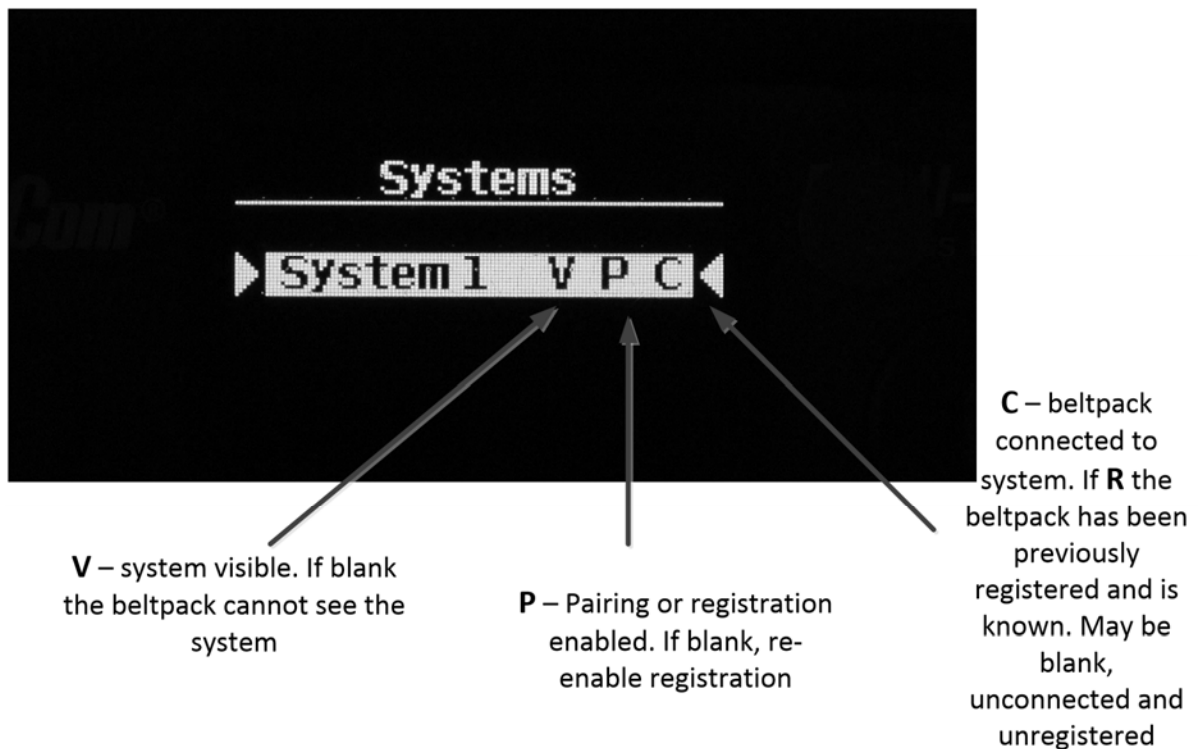 Systems
Com®
System1 V P C
V – system visible. If blank
the beltpack cannot see the
system
P – Pairing or registration
enabled. If blank, re-
enable registration
C – beltpack
connected to
system. If R the
beltpack has been
previously
registered and is
known. May be
blank,
unconnected and
unregistered